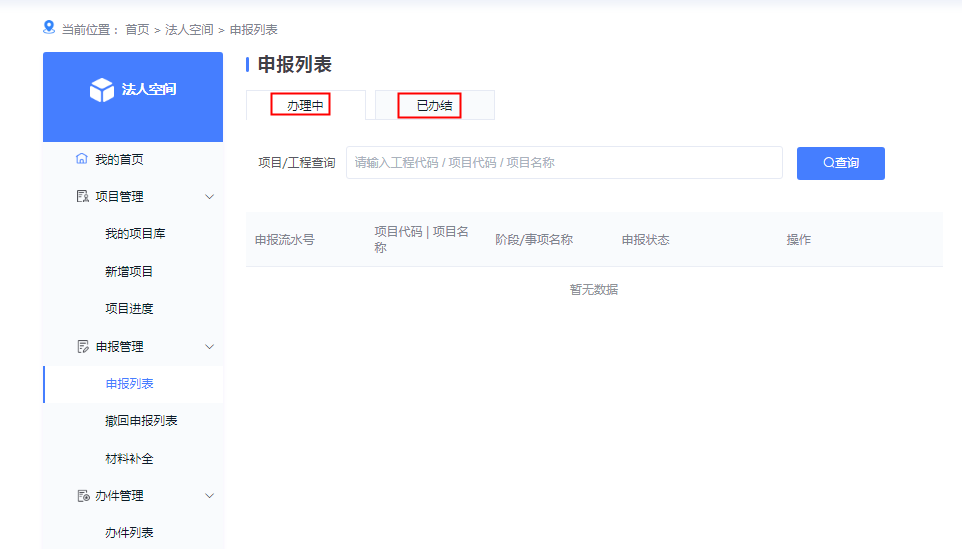 当前位置： 首页 > 法人空间 > 申报列表
法人空间
我的首页
项目管理
我的项目库
新增项目
项目进度
申报管理
申报列表
撤回申报列表
材料补全
办件管理
办件列表
申报列表
办理中
已办结
项目/工程查询
请输入工程代码 / 项目代码 / 项目名称
查询
申报流水号
项目代码 | 项目名
称
阶段/事项名称
申报状态
操作
暂无数据